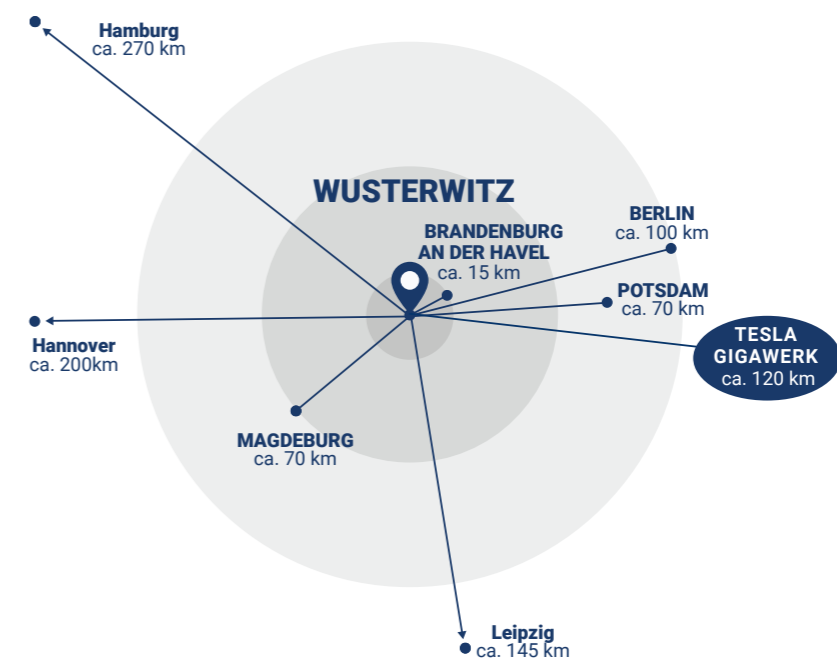 Hamburg
ca. 270 km
WUSTERWITZ
BRANDENBURG
AN DER HAVEL
ca. 15 km
BERLIN
ca. 100 km
POTSDAM
ca. 70 km
TESLA
GIGAWERK
ca. 120 km
Hannover
ca. 200km
MAGDEBURG
ca. 70 km
Leipzig
ca. 145 km